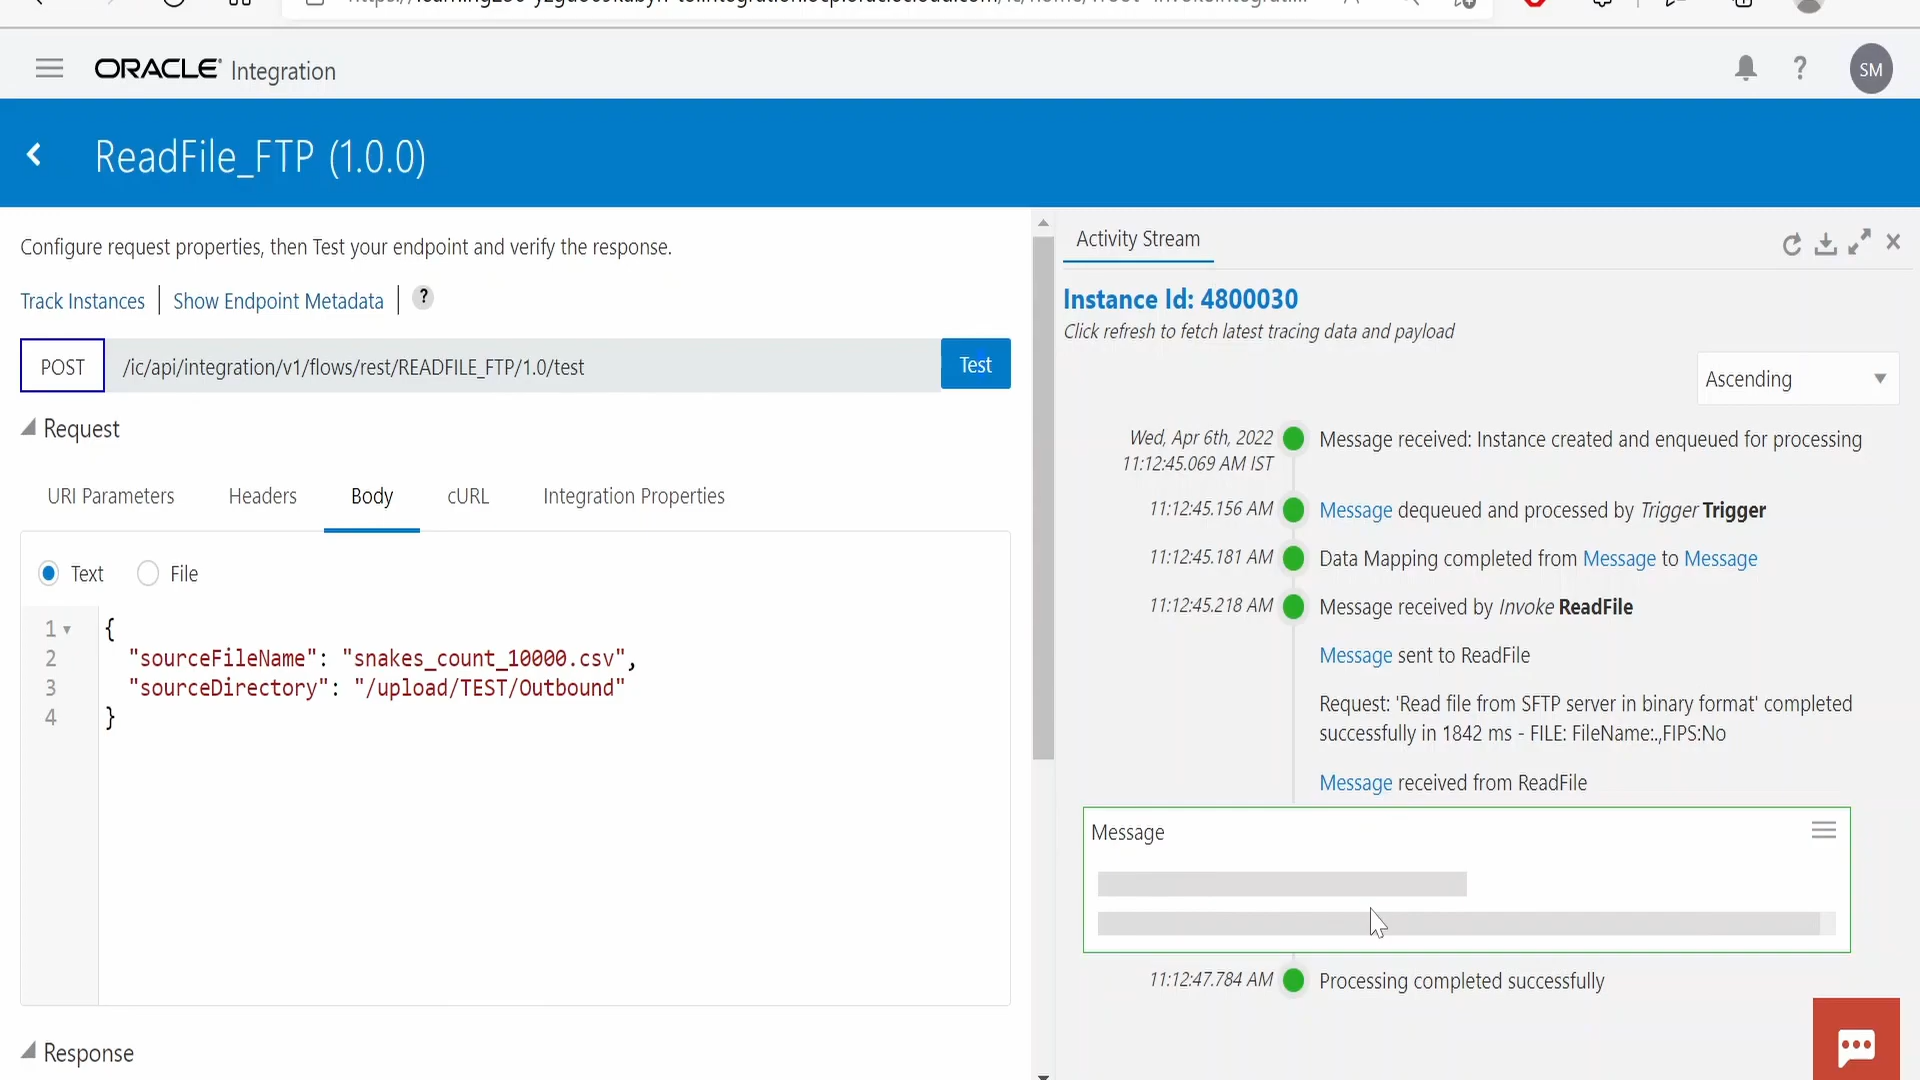 ORACLE Integration
SM
ReadFile_FTP (1.0.0)
Configure request properties, then Test your endpoint and verify the response.
Track Instances Show Endpoint Metadata ?
POST /ic/api/integration/v1/flows/rest/READFILE_FTP/1.0/test Test
Request
URI Parameters Headers Body cURL Integration Properties
Text File
1 {
2 "sourceFileName": "snakes_count_10000.csv",
3 "sourceDirectory": "/upload/TEST/Outbound"
4 }
Response
Activity Stream
Instance Id: 4800030
Click refresh to fetch latest tracing data and payload
Ascending
Wed, Apr 6th, 2022
11:12:45.069 AM IST
Message received: Instance created and enqueued for processing
11:12:45.156 AM Message dequeued and processed by Trigger Trigger
11:12:45.181 AM Data Mapping completed from Message to Message
11:12:45.218 AM Message received by Invoke ReadFile
Message sent to ReadFile
Request: 'Read file from SFTP server in binary format' completed
successfully in 1842 ms - FILE: FileName:.,FIPS:No
Message received from ReadFile
Message
11:12:47.784 AM Processing completed successfully